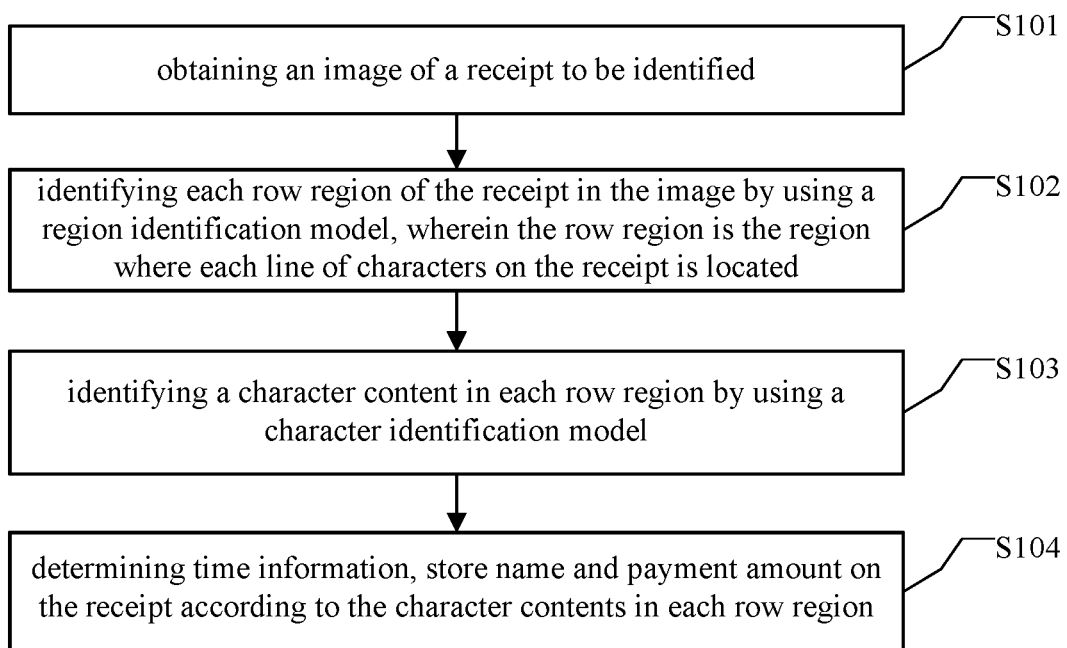 S101
obtaining an image of a receipt to be identified
S102
identifying each row region of the receipt in the image by using a
region identification model, wherein the row region is the region
where each line of characters on the receipt is located
S103
identifying a character content in each row region by using a
character identification model
S104
determining time information, store name and payment amount on
the receipt according to the character contents in each row region